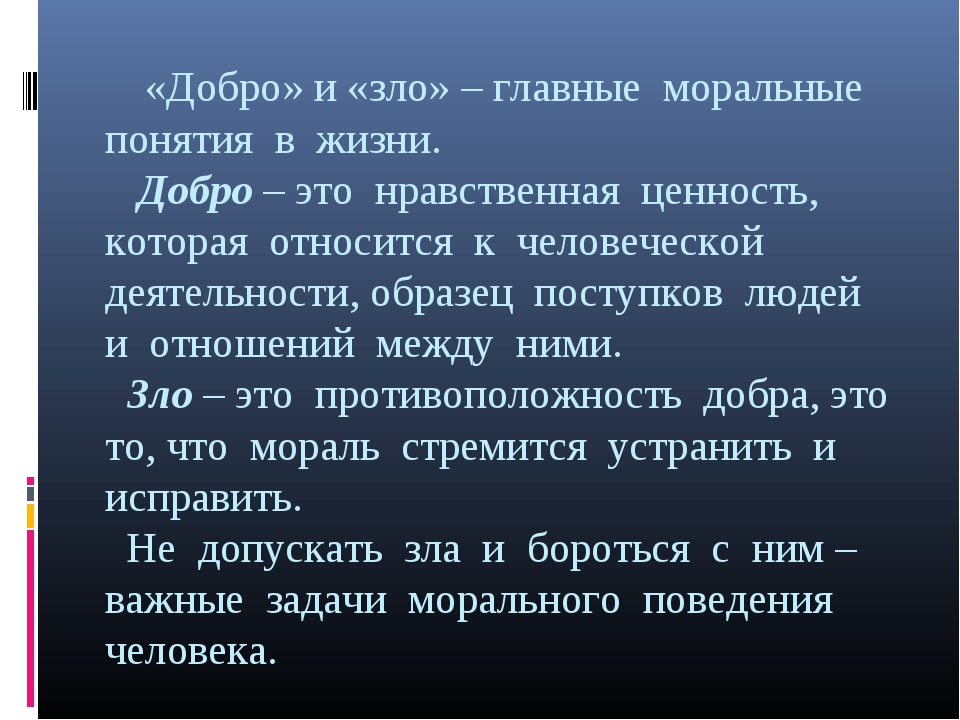 «Добро» и «зло» – главные моральные
понятия в жизни.
Добро – это нравственная ценность,
которая относится к человеческой
деятельности, образец поступков людей
и отношений между ними.
Зло – это противоположность добра, это
то, что мораль стремится устранить и
исправить.
Не допускать зла и бороться с ним –
важные задачи морального поведения
человека.